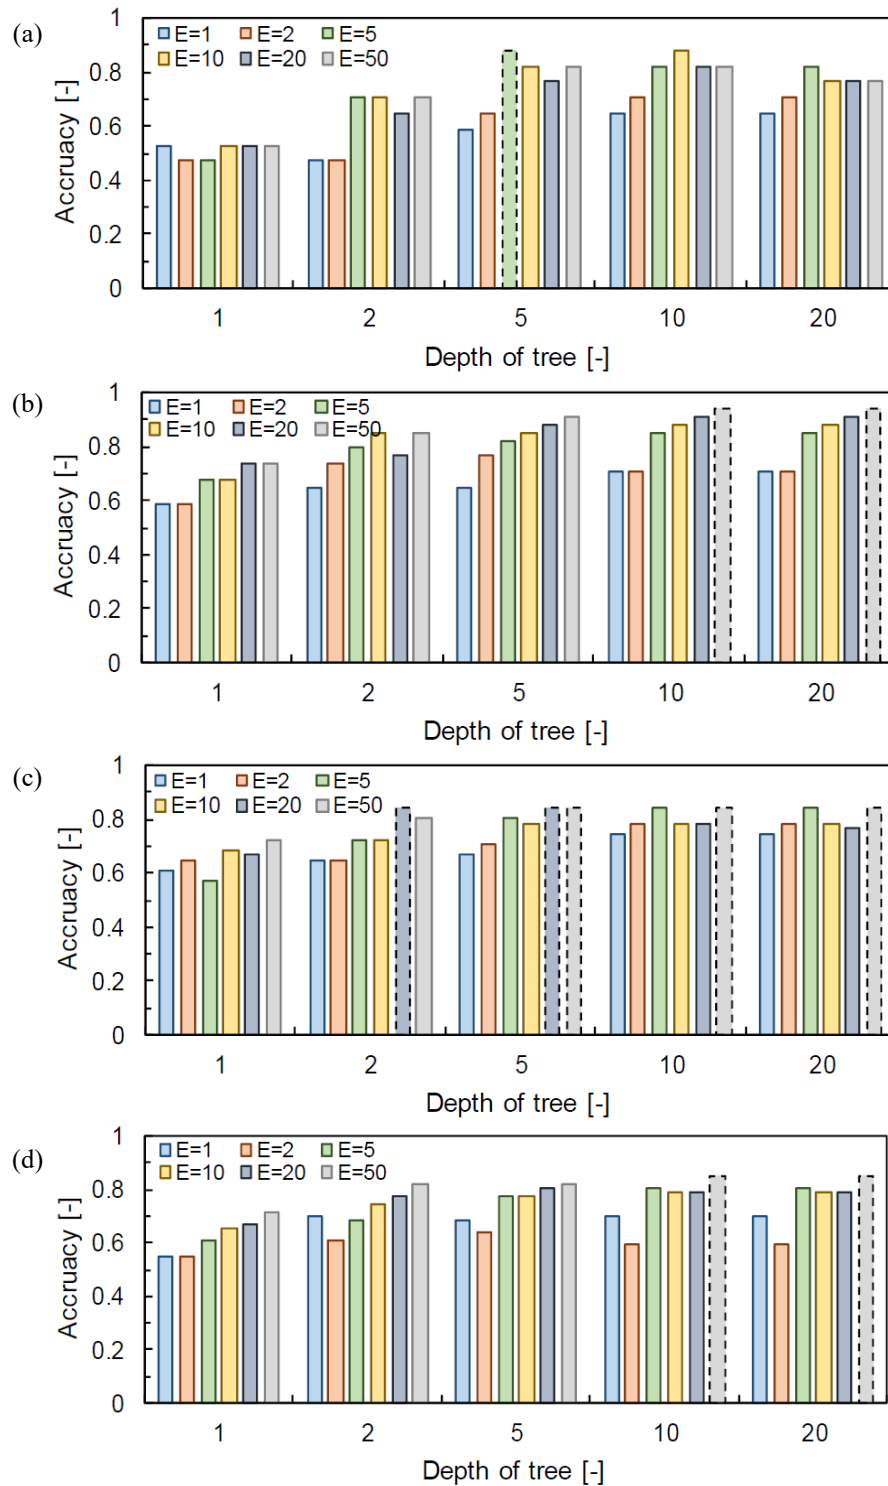 (a)
Accruacy [-]
1
0.8
0.6
0.4
0.2
0
E=1 E=2 E=5
E=10 E=20 E=50
1 2 5 10 20
Depth of tree [-]
(b)
Accruacy [-]
1
0.8
0.6
0.4
0.2
0
E=1 E=2 E=5
E=10 E=20 E=50
1 2 5 10 20
Depth of tree [-]
(c)
Accruacy [-]
1
0.8
0.6
0.4
0.2
0
E=1 E=2 E=5
E=10 E=20 E=50
1 2 5 10 20
Depth of tree [-]
(d)
Accruacy [-]
1
0.8
0.6
0.4
0.2
0
E=1 E=2 E=5
E=10 E=20 E=50
1 2 5 10 20
Depth of tree [-]